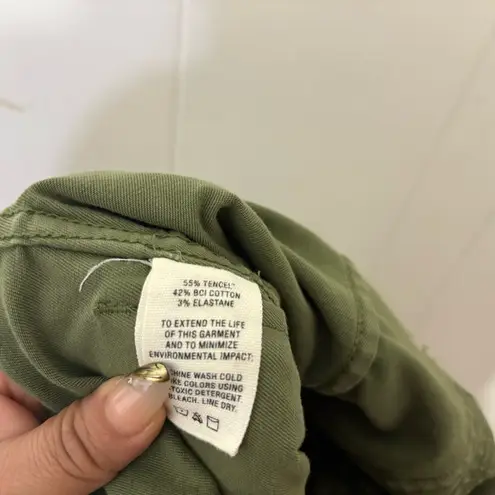 55% TENCEL™
42% BCI COTTON
3% ELASTANE
TO EXTEND THE LIFE
OF THIS GARMENT
AND TO MINIMIZE
ENVIRONMENTAL IMPACT:
WASH COLD
COLORS USING
DETERGENT.
BLEACH. LINE DRY.